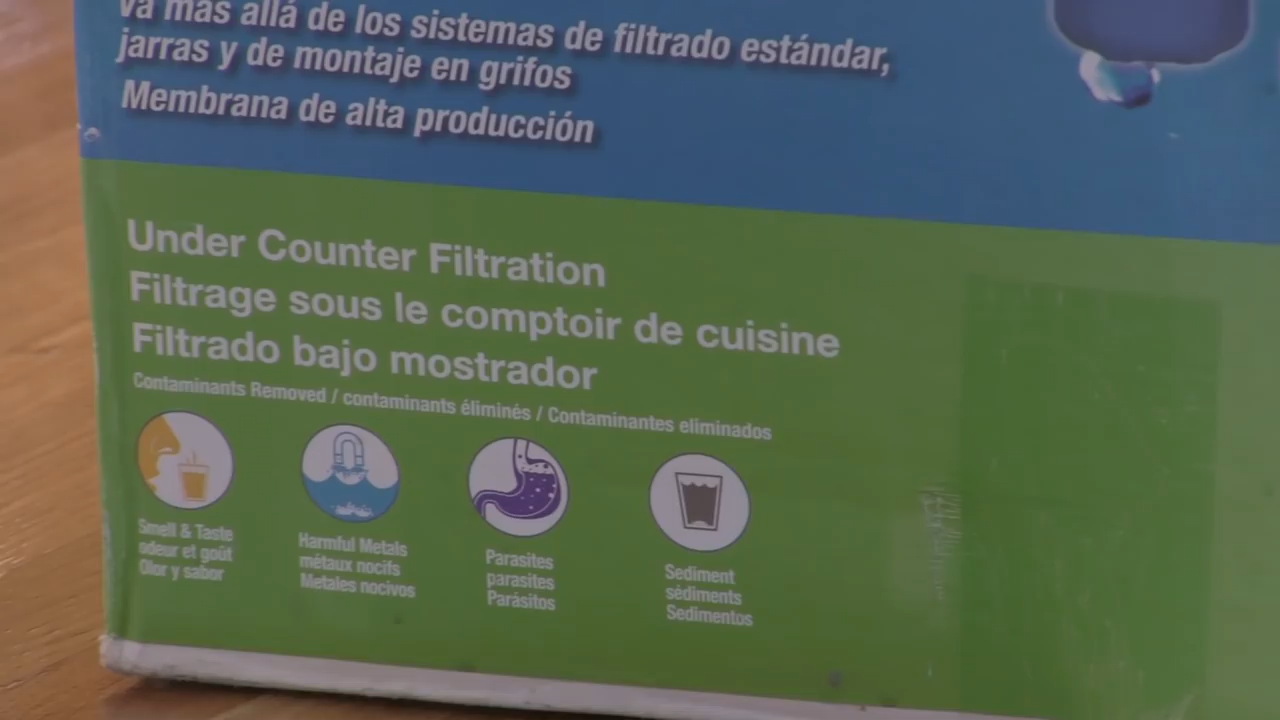 va más allá de los sistemas de filtrado estándar,
jarras y de montaje en grifos
Membrana de alta producción
Under Counter Filtration
Filtrage sous le comptoir de cuisine
Filtrado bajo mostrador
Contaminants Removed / contaminants éliminés / Contaminantes eliminados
Smell & Taste
odeur et goût
Olor y sabor
Harmful Metals
métaux nocifs
Metales nocivos
Parasites
parasites
Parásitos
Sediment
sédiments
Sedimentos